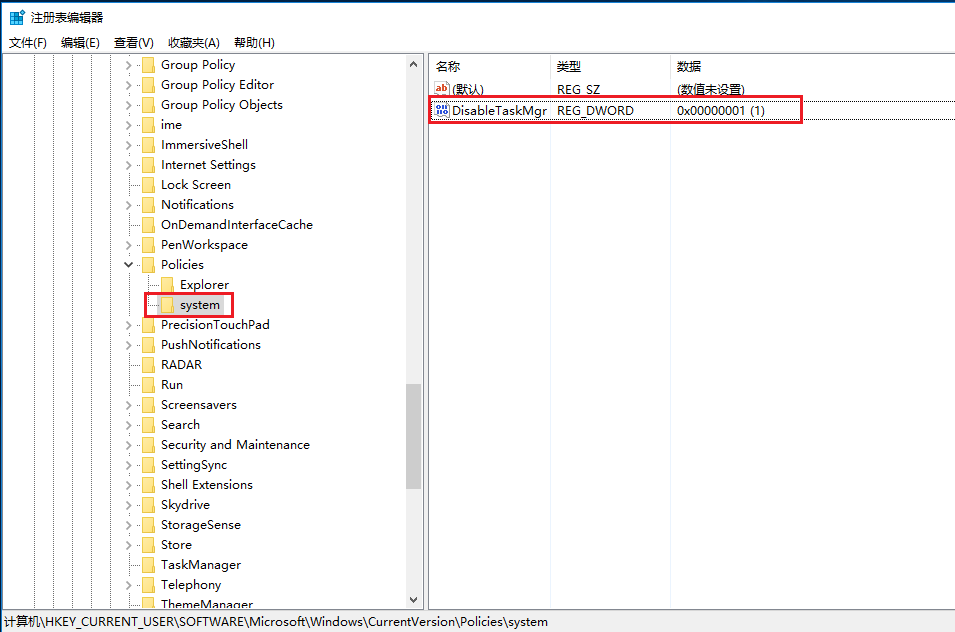 注册表编辑器
文件(F) 编辑(E) 查看(V) 收藏夹(A) 帮助(H)
Group Policy
Group Policy Editor
Group Policy Objects
ime
ImmersiveShell
Internet Settings
Lock Screen
Notifications
OnDemandInterfaceCache
PenWorkspace
Policies
Explorer
system
PrecisionTouchPad
PushNotifications
RADAR
Run
Screensavers
Search
Security and Maintenance
SettingSync
Shell Extensions
Skydrive
StorageSense
Store
TaskManager
Telephony
ThemeManager
名称 类型 数据
ab (默认) REG_SZ (数值未设置)
DisableTaskMgr REG_DWORD 0x00000001 (1)
计算机\HKEY_CURRENT_USER\SOFTWARE\Microsoft\Windows\CurrentVersion\Policies\system